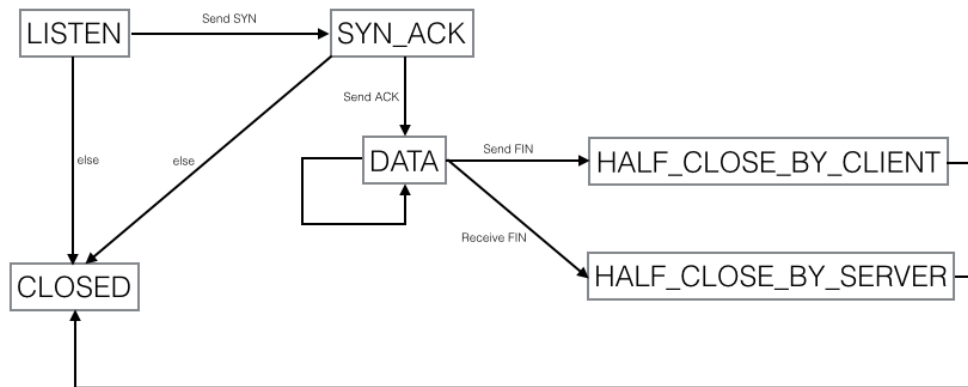 Send SYN
LISTEN
SYN_ACK
Send ACK
else
else
DATA
Send FIN
HALF_CLOSE_BY_CLIENT
Receive FIN
HALF_CLOSE_BY_SERVER
CLOSED